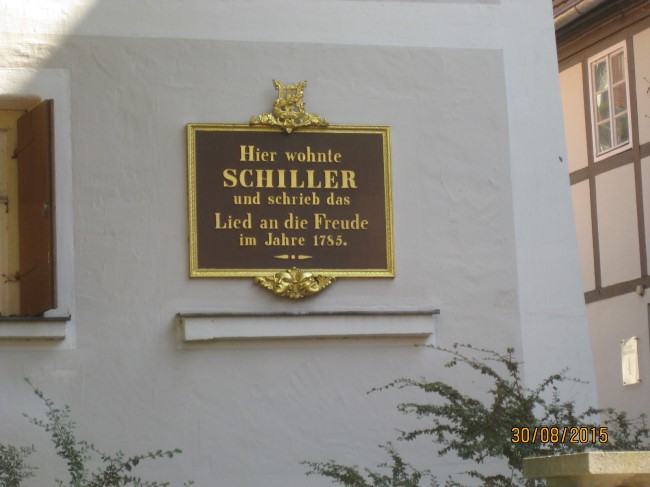 Hier wohnte
SCHILLER
und schrieb das
Lied an die Freude
im Jahre 1785.
30/08/2015